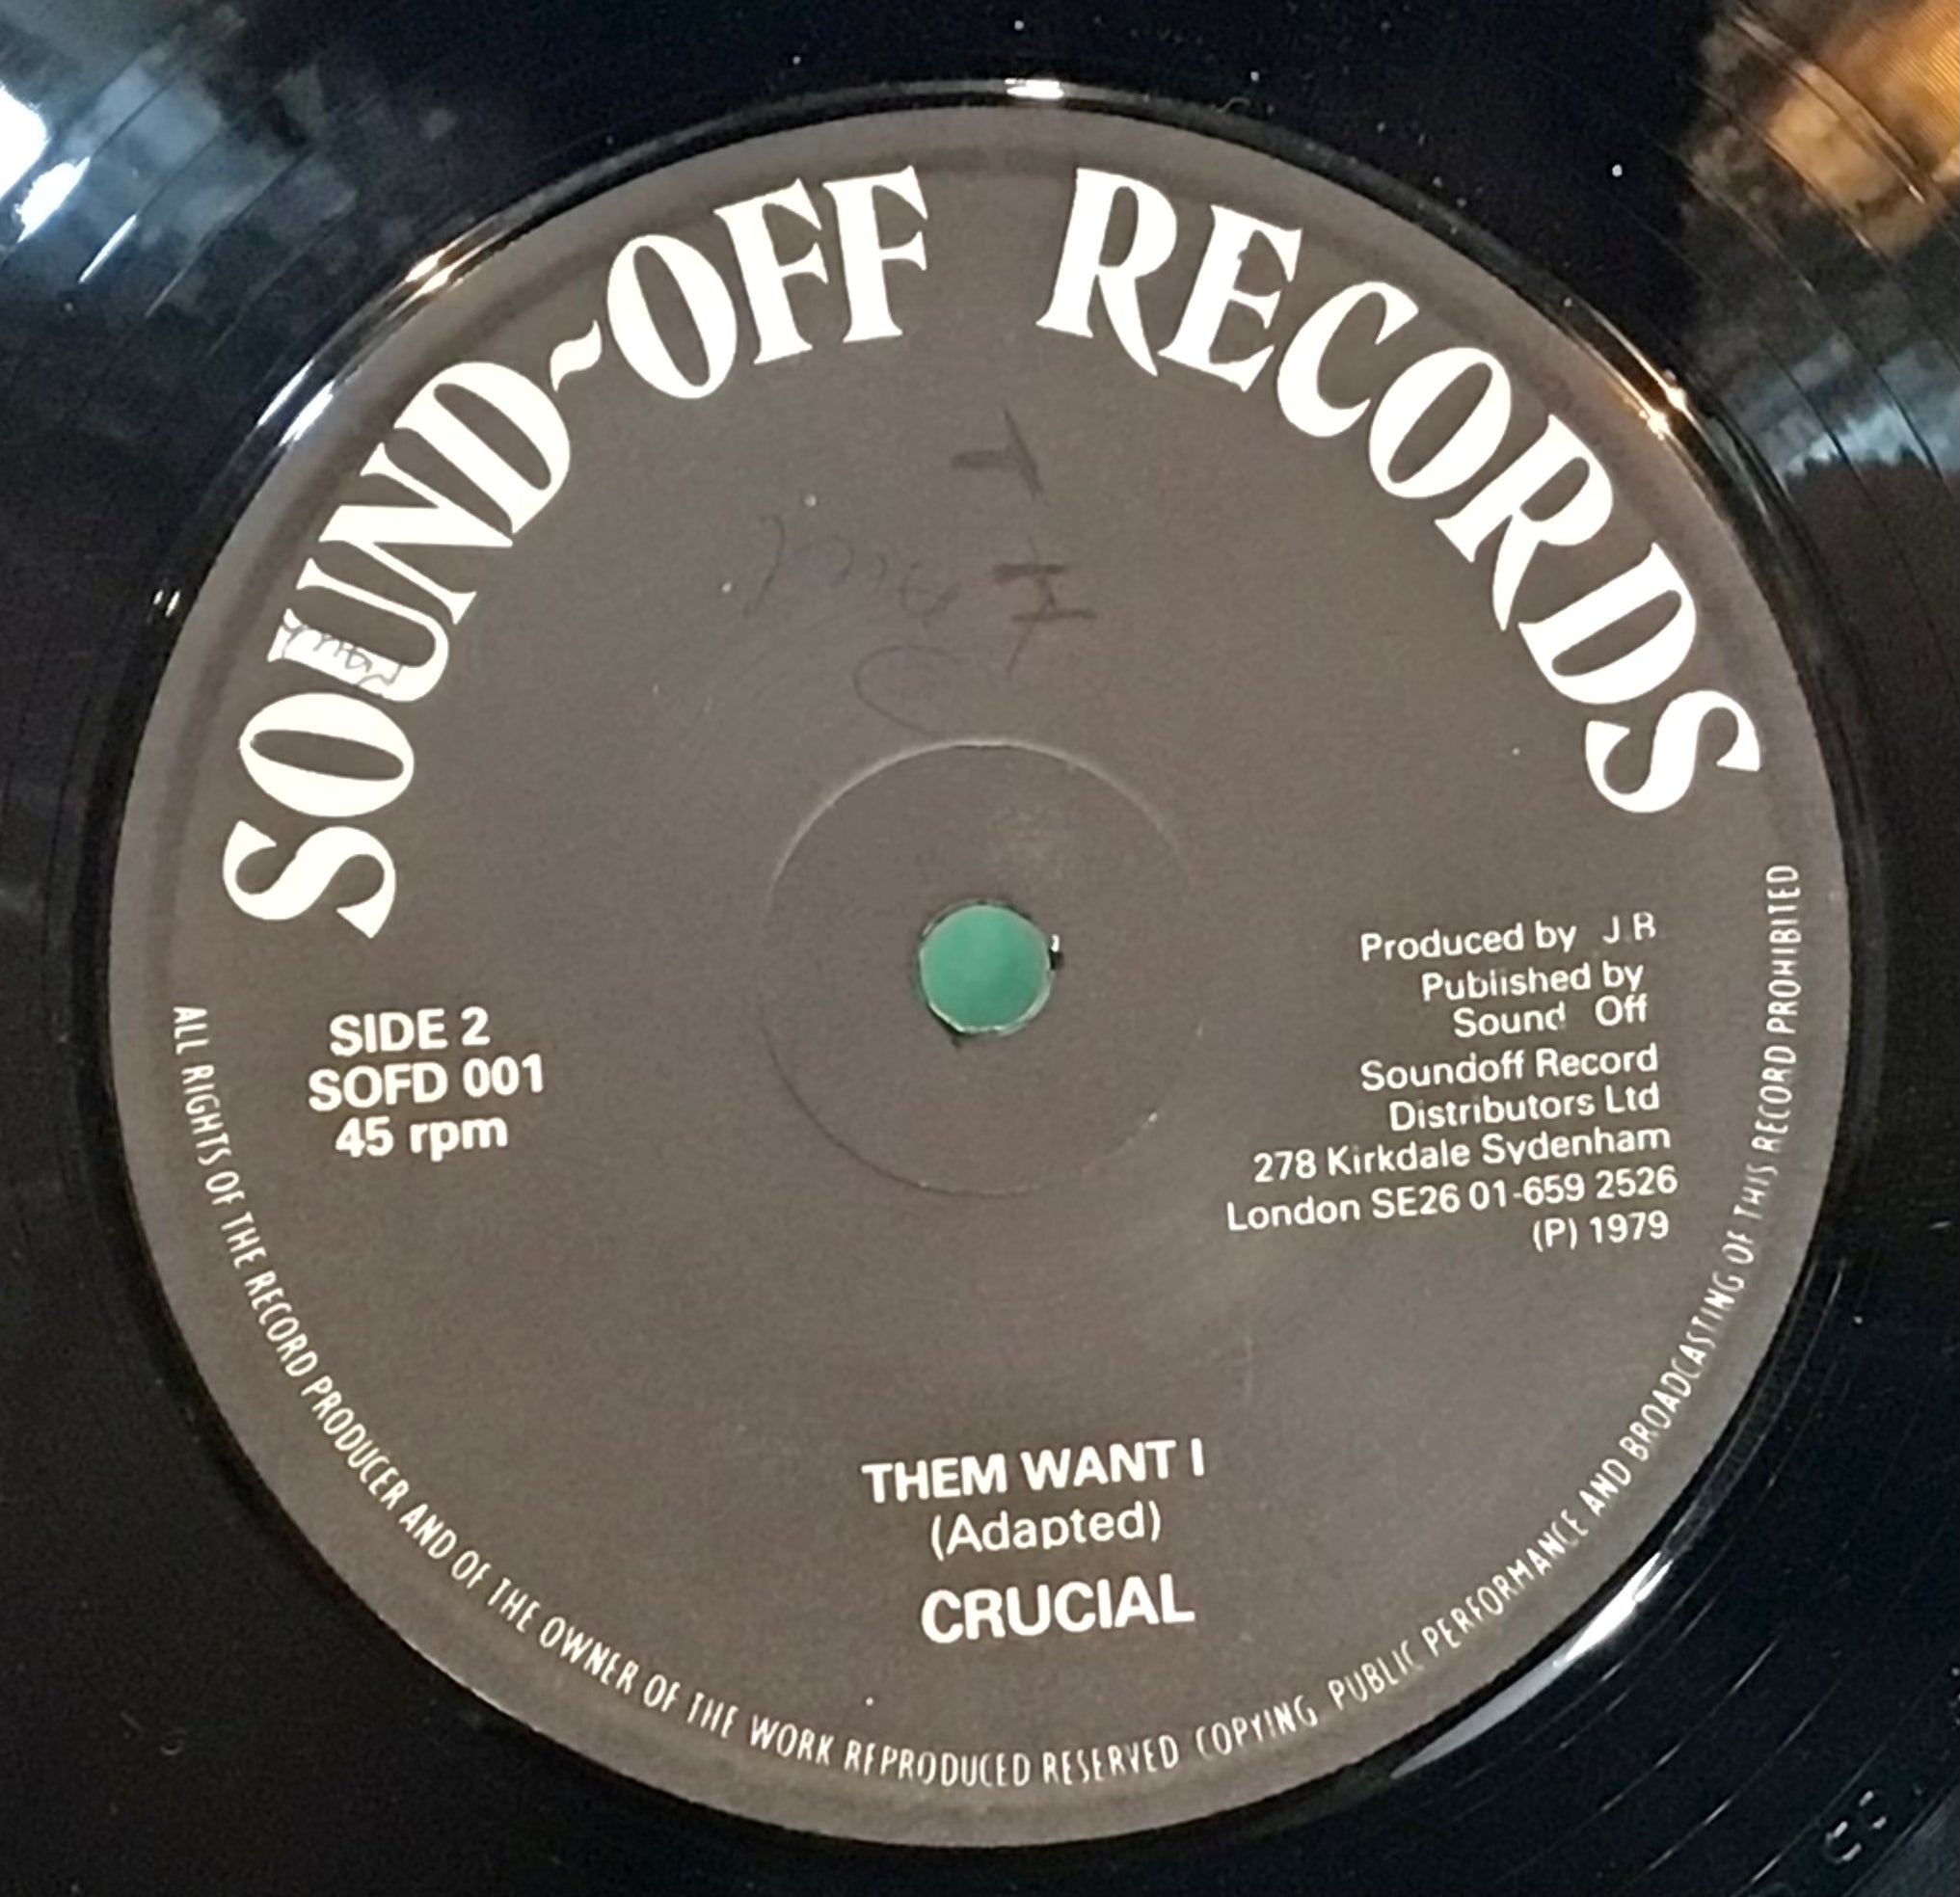 SOUND~OFF RECORDS
SIDE 2
SOFD 001
45 rpm
Produced by J.R
Published by
Sound Off
Soundoff Record
Distributors Ltd
278 Kirkdale Sydenham
London SE26 01-659 2526
(P) 1979
THEM WANT I
(Adapted)
CRUCIAL
ALL RIGHTS OF THE RECORD PRODUCER AND OF THE OWNER OF THE WORK REPRODUCED RESERVED COPYING PUBLIC PERFORMANCE AND BROADCASTING OF THIS RECORD PROHIBITED